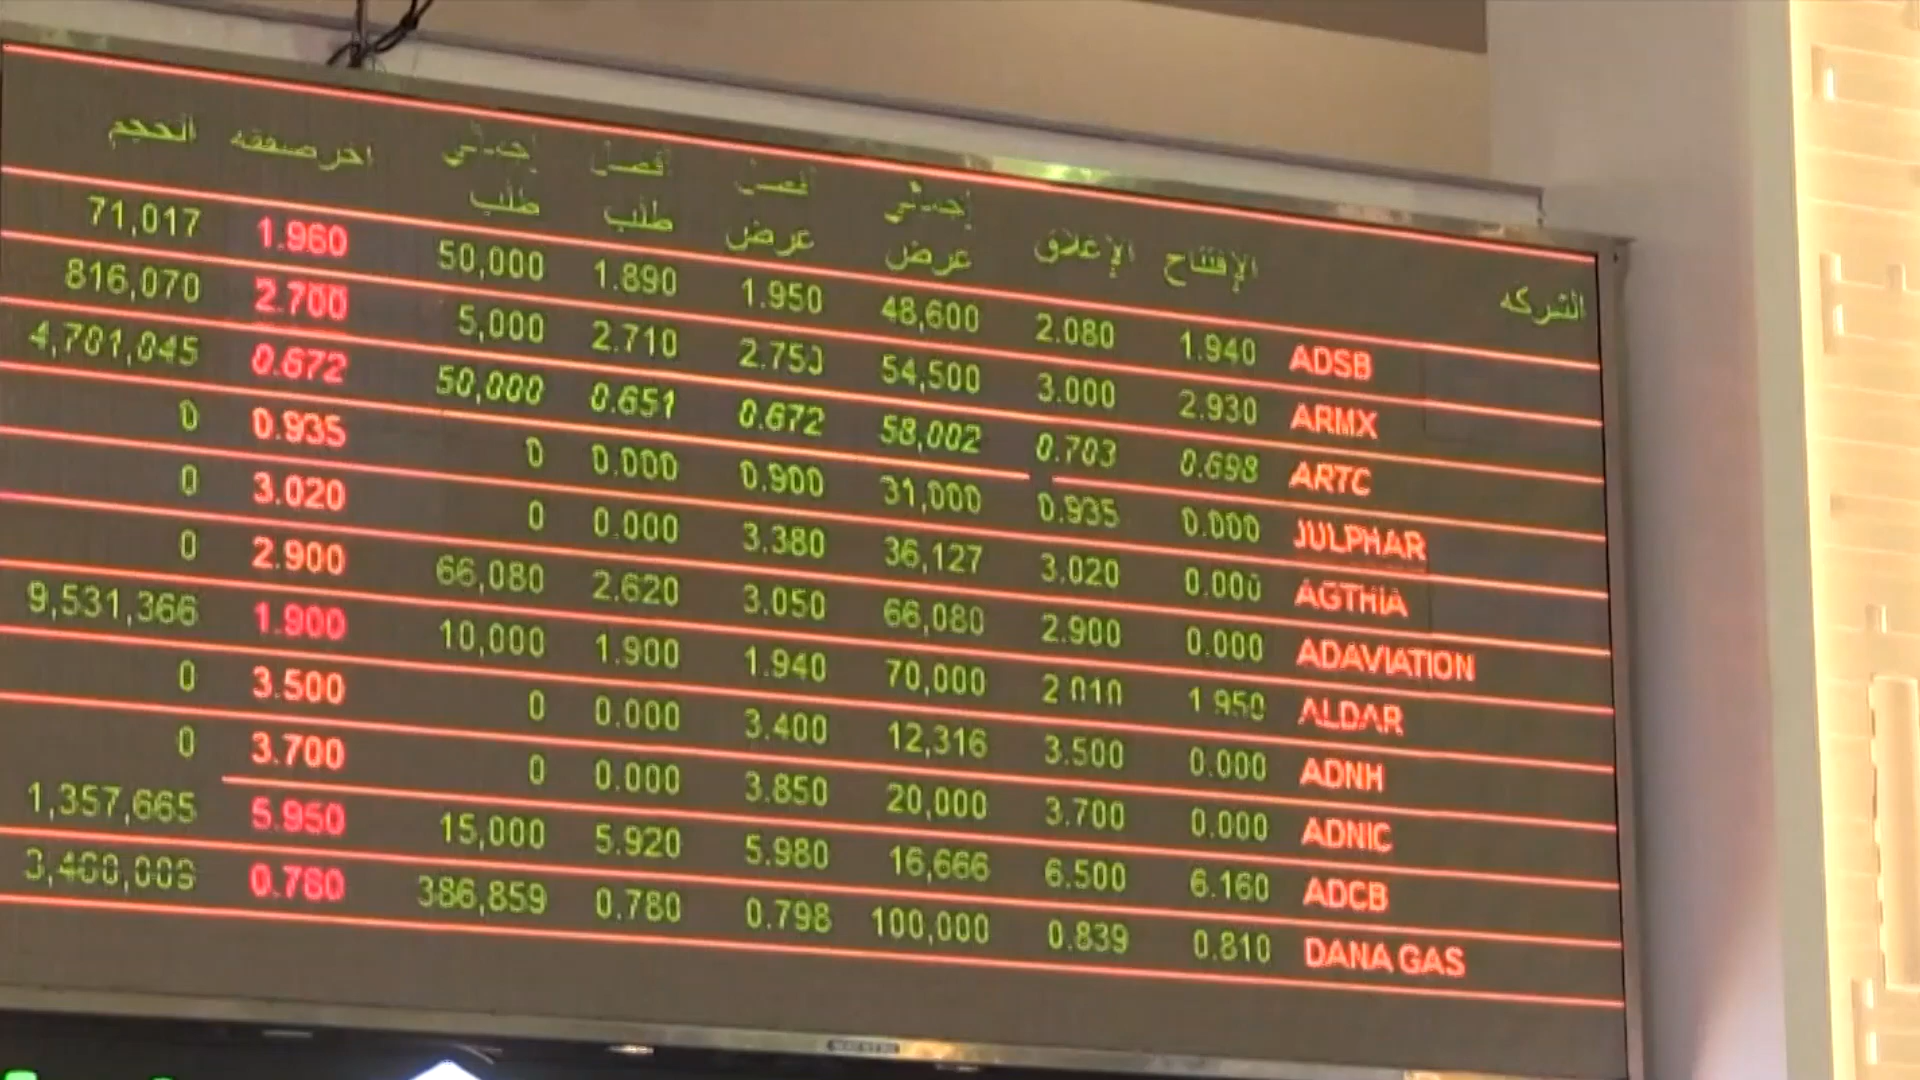 إجمالي أفضل أفضل إجمالي
الشركه الإفتتاح الإغلاق عرض عرض طلب طلب اخر صفقه الحجم
ADSB 1.940 2.080 48,600 1.950 1.890 50,000 1.960 71,017
ARMX 2.930 3.000 54,500 2.750 2.710 5,000 2.700 816,070
ARTC 0.698 0.703 58,002 0.672 0.651 50,000 0.672
JULPHAR 0.000 0.935 31,000 0.900 0.000 0 0.935 0
AGTHIA 0.000 3.020 36,127 3.380 0.000 0 3.020 0
ADAVIATION 0.000 2.900 66,080 3.050 2.620 66,080 2.900 0
ALDAR 1.950 2.010 70,000 1.940 1.900 10,000 1.900 9,531,366
ADNH 0.000 3.500 12,316 3.400 0.000 0 3.500 0
ADNIC 0.000 3.700 20,000 3.850 0.000 0 3.700 0
ADCB 6.160 6.500 16,666 5.980 5.920 15,000 5.950 1,357,665
DANA GAS 0.810 0.839 100,000 0.798 0.780 386,859 0.780